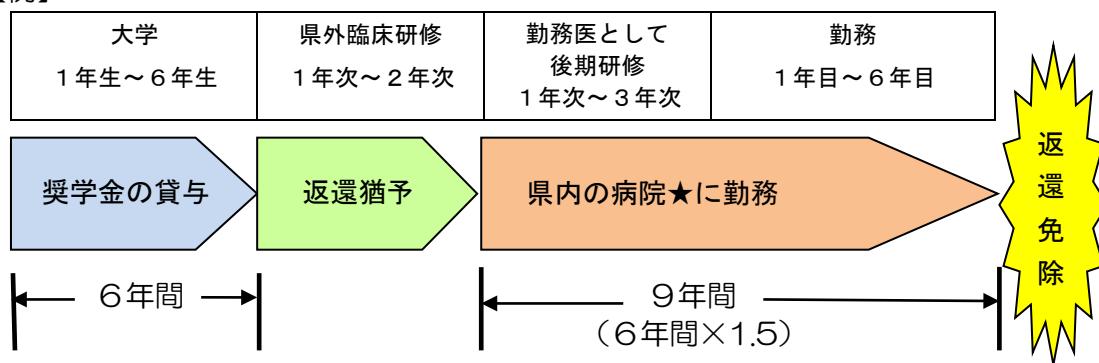 大学
1年生~6年生
県外臨床研修
1年次~2年次
勤務医として
後期研修
1年次~3年次
勤務
1年目~6年目
奨学金の貸与
返還猶予
県内の病院★に勤務
返還免除
6年間
9年間
(6年間×1.5)